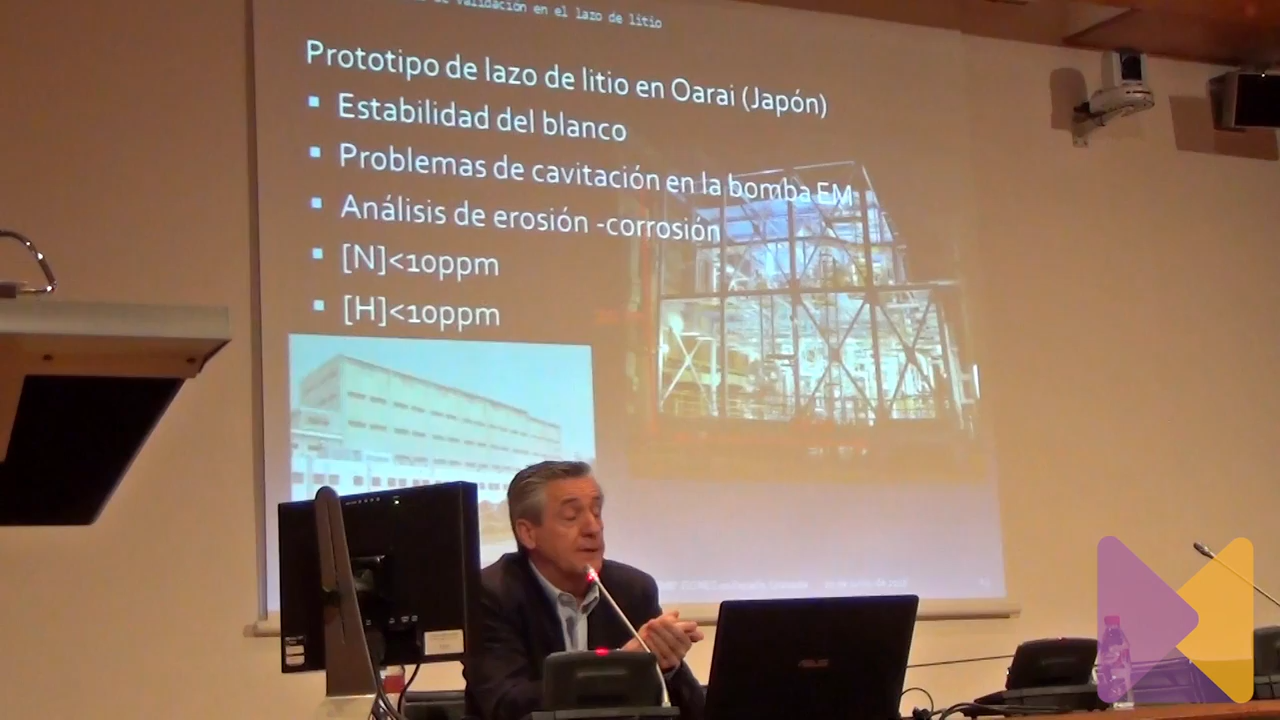 de validación en el lazo de litio
Prototipo de lazo de litio en Oarai (Japón)
Estabilidad del blanco
Problemas de cavitación en la bomba EM
Análisis de erosión -corrosión
[N]<10ppm
[H]<10ppm
ASUS